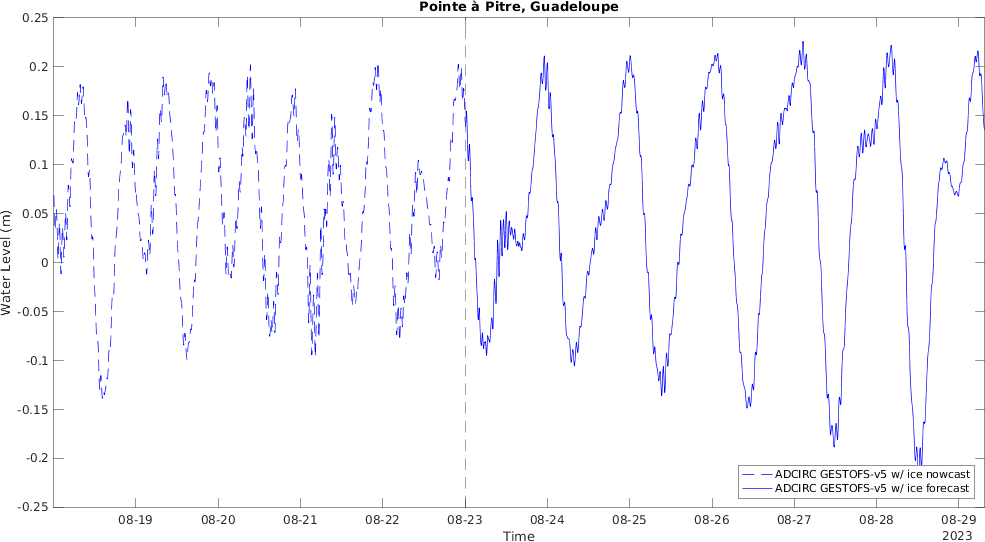 Pointe à Pitre, Guadeloupe
0.25
0.2
0.15
0.1
0.05
0
-0.05
-0.1
-0.15
-0.2
-0.25
Water Level (m)
ADCIRC GESTOFS-v5 w/ ice nowcast
ADCIRC GESTOFS-v5 w/ ice forecast
08-19 08-20 08-21 08-22 08-23 08-24 08-25 08-26 08-27 08-28 08-29
2023
Time